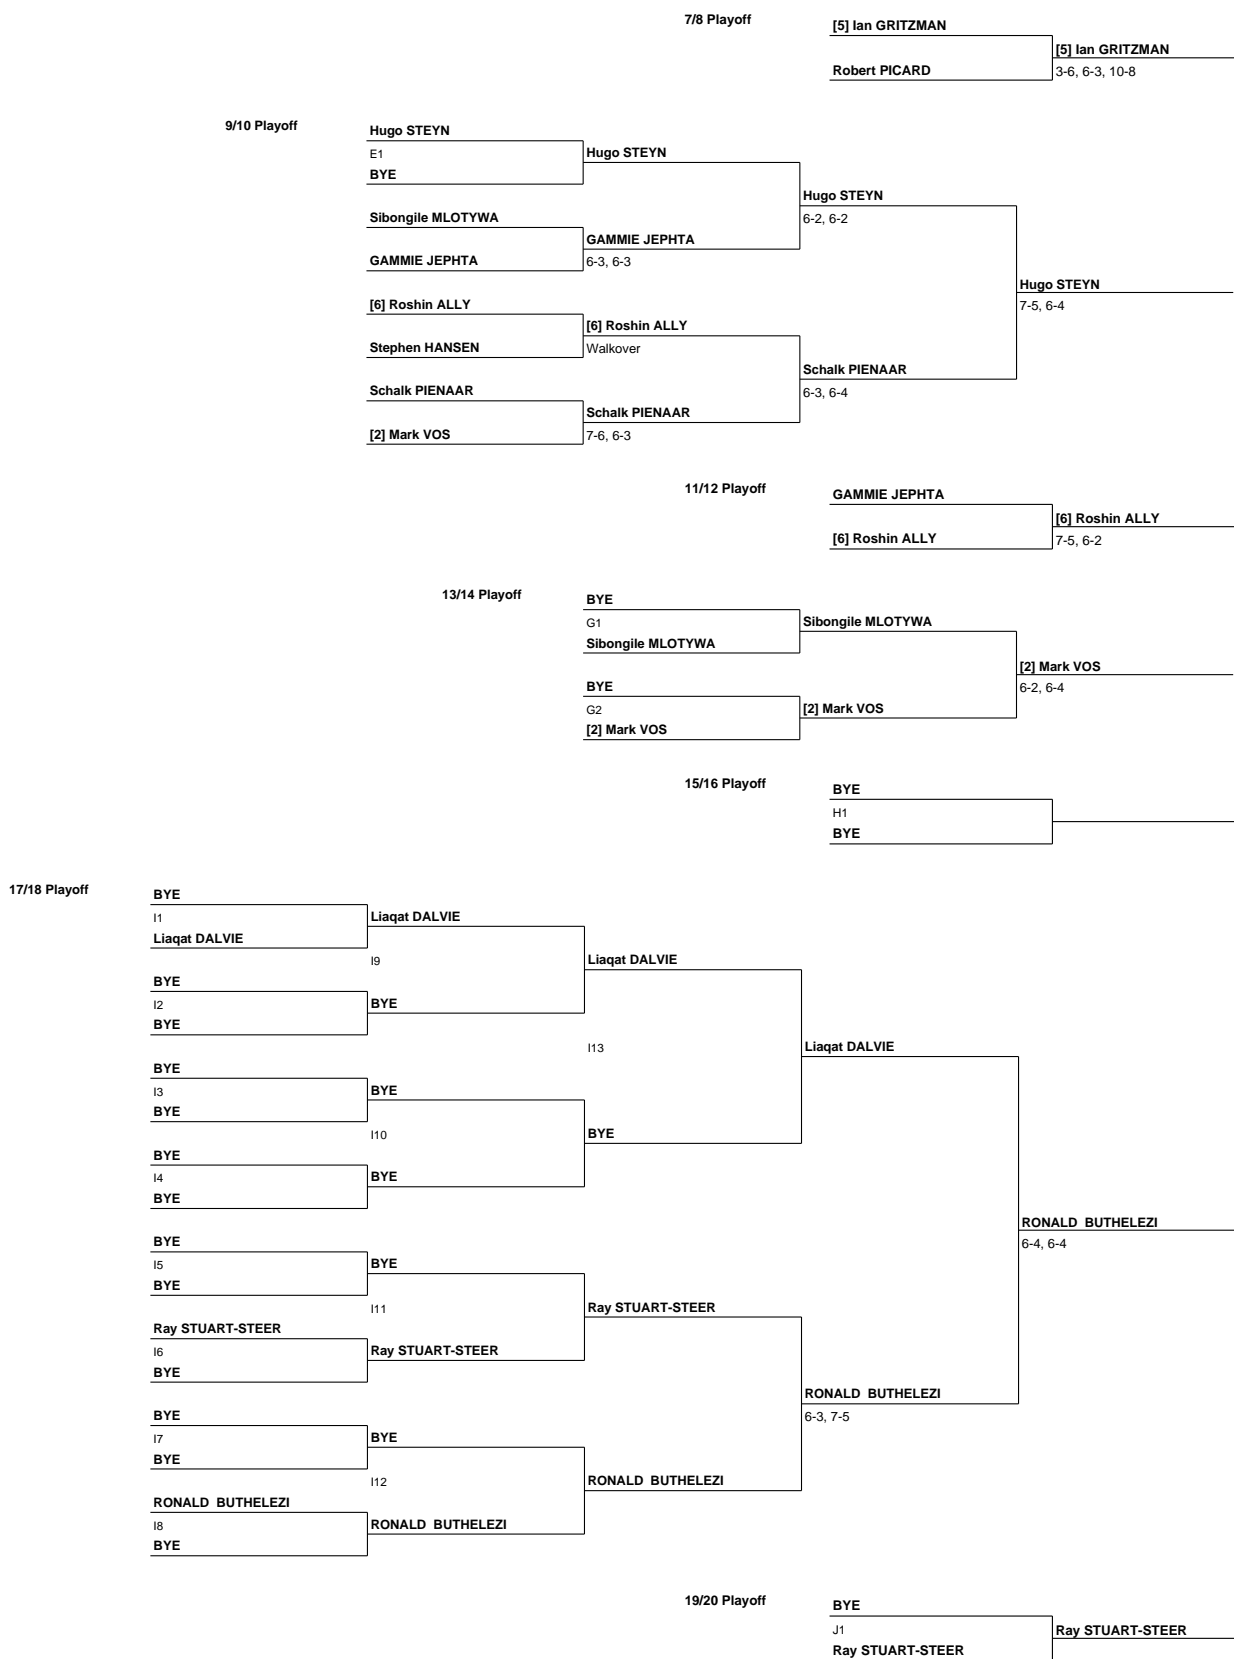 7/8 Playoff
[5] Ian GRITZMAN
[5] Ian GRITZMAN
Robert PICARD
3-6, 6-3, 10-8
9/10 Playoff
Hugo STEYN
E1
Hugo STEYN
BYE
Hugo STEYN
Sibongile MLOTYWA
6-2, 6-2
GAMMIE JEPHTA
GAMMIE JEPHTA
6-3, 6-3
Hugo STEYN
[6] Roshin ALLY
7-5, 6-4
[6] Roshin ALLY
Stephen HANSEN
Walkover
Schalk PIENAAR
Schalk PIENAAR
6-3, 6-4
Schalk PIENAAR
[2] Mark VOS
7-6, 6-3
11/12 Playoff
GAMMIE JEPHTA
[6] Roshin ALLY
[6] Roshin ALLY
7-5, 6-2
13/14 Playoff
BYE
G1
Sibongile MLOTYWA
Sibongile MLOTYWA
[2] Mark VOS
BYE
6-2, 6-4
G2
[2] Mark VOS
[2] Mark VOS
15/16 Playoff
BYE
H1
BYE
17/18 Playoff
BYE
I1
Liaqat DALVIE
Liaqat DALVIE
I9
Liaqat DALVIE
BYE
I2
BYE
BYE
I13
Liaqat DALVIE
BYE
I3
BYE
BYE
I10
BYE
BYE
I4
BYE
BYE
RONALD BUTHELEZI
BYE
6-4, 6-4
I5
BYE
BYE
I11
Ray STUART-STEER
Ray STUART-STEER
I6
Ray STUART-STEER
BYE
RONALD BUTHELEZI
BYE
6-3, 7-5
I7
BYE
BYE
I12
RONALD BUTHELEZI
RONALD BUTHELEZI
I8
RONALD BUTHELEZI
BYE
19/20 Playoff
BYE
J1
Ray STUART-STEER
Ray STUART-STEER